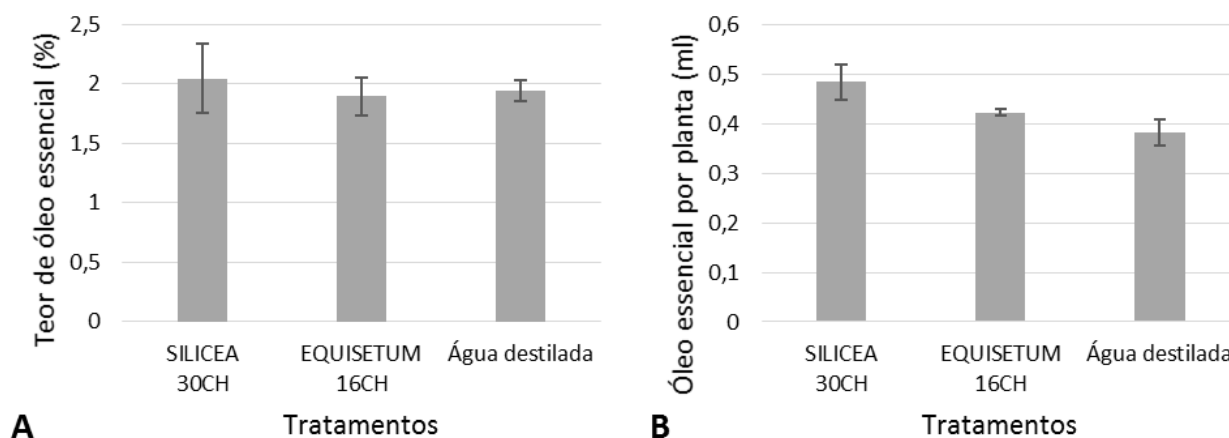 Teor de óleo essencial (%)
2,5
2
1,5
1
0,5
0
SILICEA
30CH
EQUISETUM
16CH
Água destilada
Tratamentos
A
Óleo essencial por planta (ml)
0,6
0,5
0,4
0,3
0,2
0,1
0
SILICEA
30CH
EQUISETUM
16CH
Água destilada
Tratamentos
B